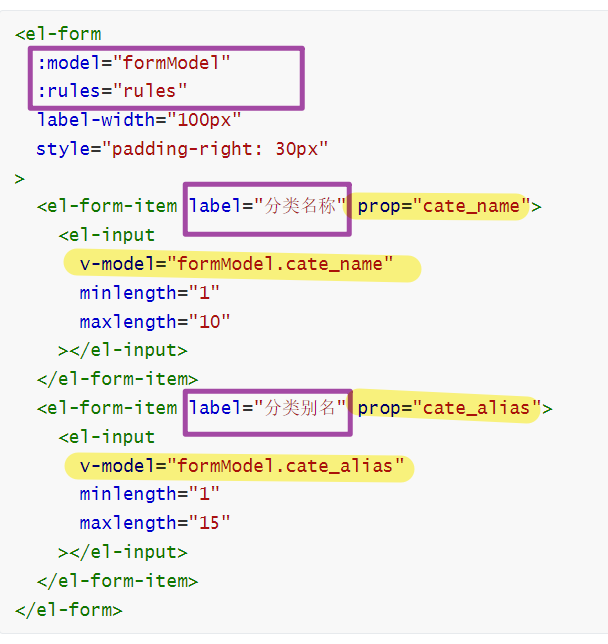 <el-form
:model="formModel"
:rules="rules"
label-width="100px"
style="padding-right: 30px"
>
<el-form-item label="分类名称" prop="cate_name">
<el-input
v-model="formModel.cate_name"
minlength="1"
maxlength="10"
></el-input>
</el-form-item>
<el-form-item label="分类别名" prop="cate_alias">
<el-input
v-model="formModel.cate_alias"
minlength="1"
maxlength="15"
></el-input>
</el-form-item>
</el-form>